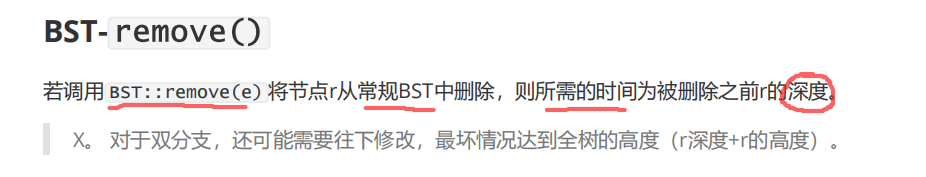 BST-remove()
若调用BST::remove(e)将节点r从常规BST中删除，则所需的时间为被删除之前r的深度。
X。 对于双分支，还可能需要往下修改，最坏情况达到全树的高度（r深度+r的高度）。